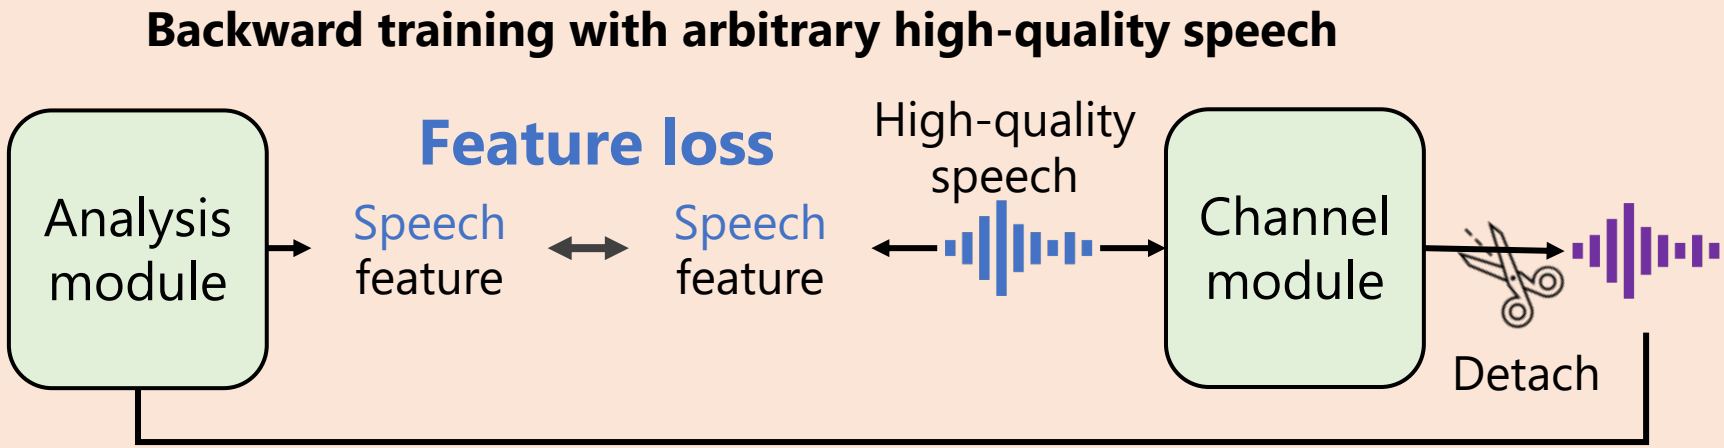 Backward training with arbitrary high-quality speech
Analysis
module
Feature loss
Speech
feature
Speech
feature
High-quality
speech
Channel
module
Detach